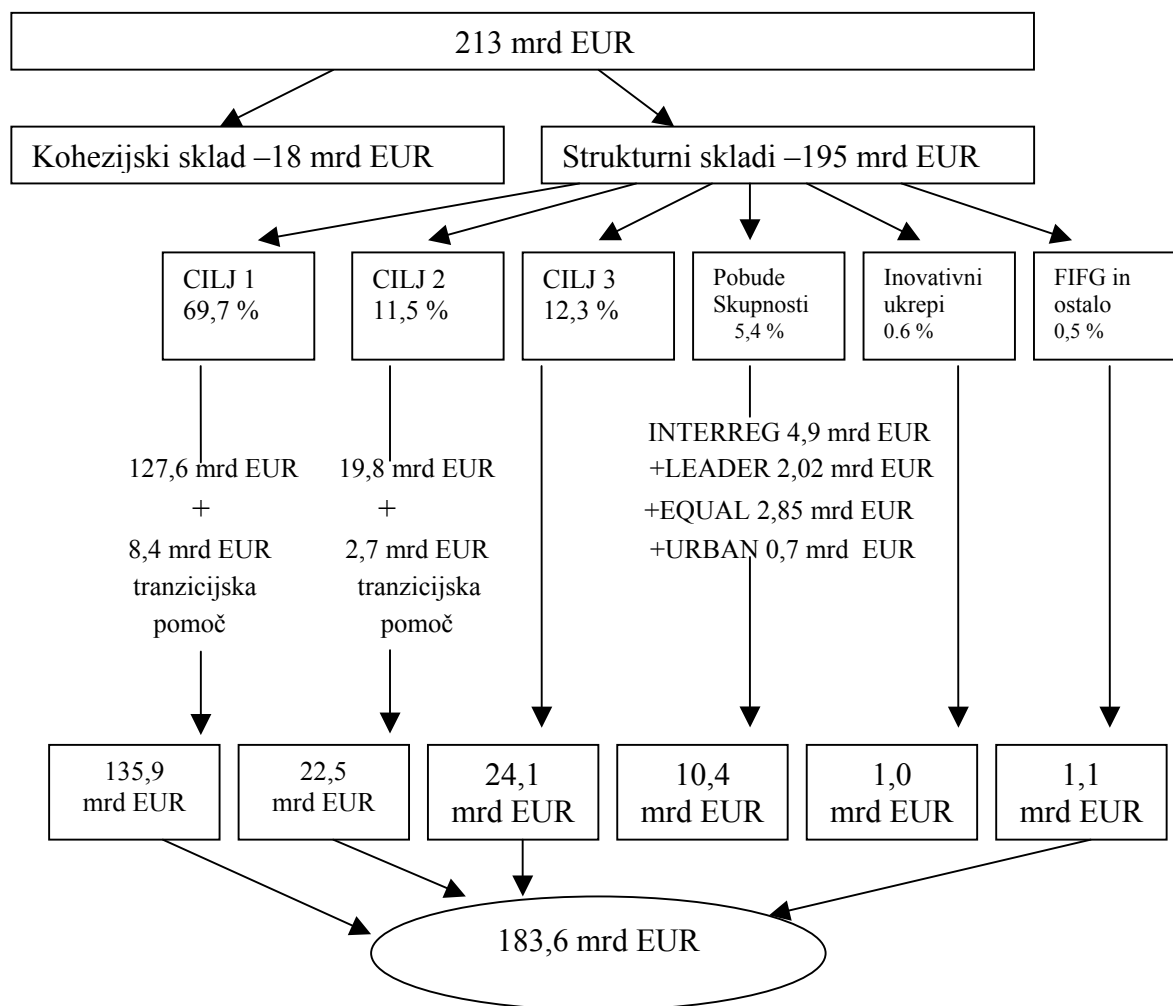 213 mrd EUR
Kohezijski sklad –18 mrd EUR
Strukturni skladi –195 mrd EUR
CILJ 1
69,7 %
CILJ 2
11,5 %
CILJ 3
12,3 %
Pobude
Skupnosti
5,4 %
Inovativni
ukrepi
0.6 %
FIFG in
ostalo
0,5 %
127,6 mrd EUR
+
8,4 mrd EUR
tranzicijska
pomoč
19,8 mrd EUR
+
2,7 mrd EUR
tranzicijska
pomoč
INTERREG 4,9 mrd EUR
+LEADER 2,02 mrd EUR
+EQUAL 2,85 mrd EUR
+URBAN 0,7 mrd EUR
135,9
mrd EUR
22,5
mrd EUR
24,1
mrd EUR
10,4
mrd EUR
1,0
mrd EUR
1,1
mrd EUR
183,6 mrd EUR